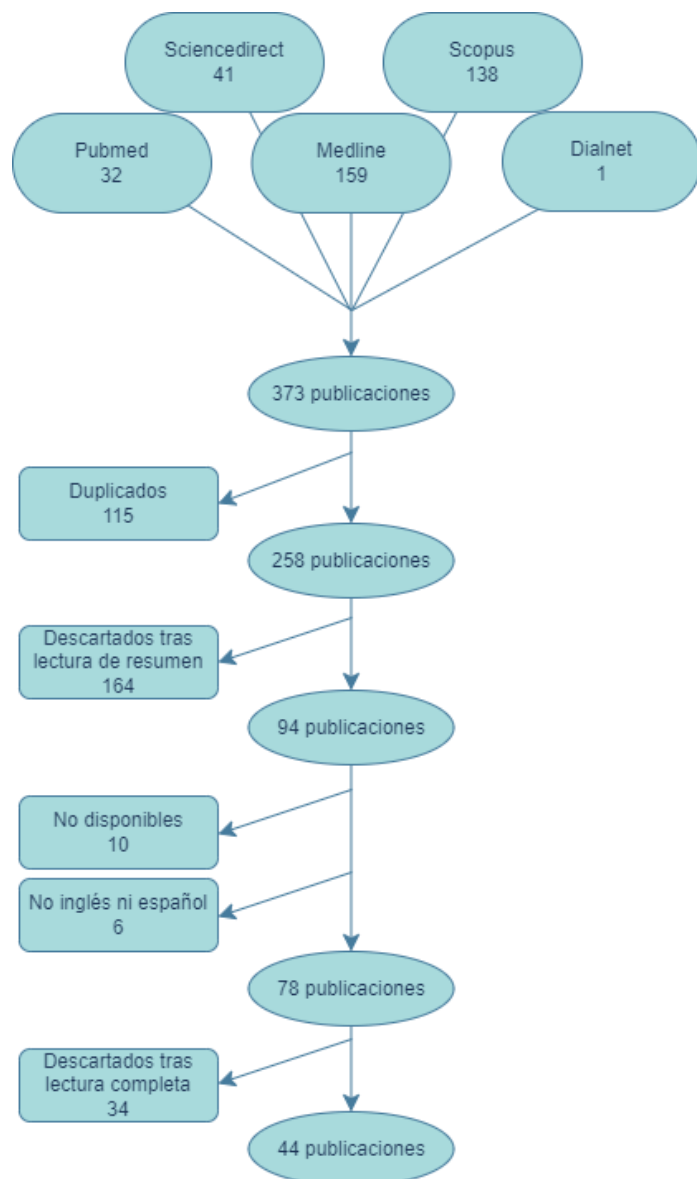 Sciencedirect
41
Scopus
138
Pubmed
32
Medline
159
Dialnet
1
373 publicaciones
Duplicados
115
258 publicaciones
Descartados tras
lectura de resumen
164
94 publicaciones
No disponibles
10
No inglés ni español
6
78 publicaciones
Descartados tras
lectura completa
34
44 publicaciones